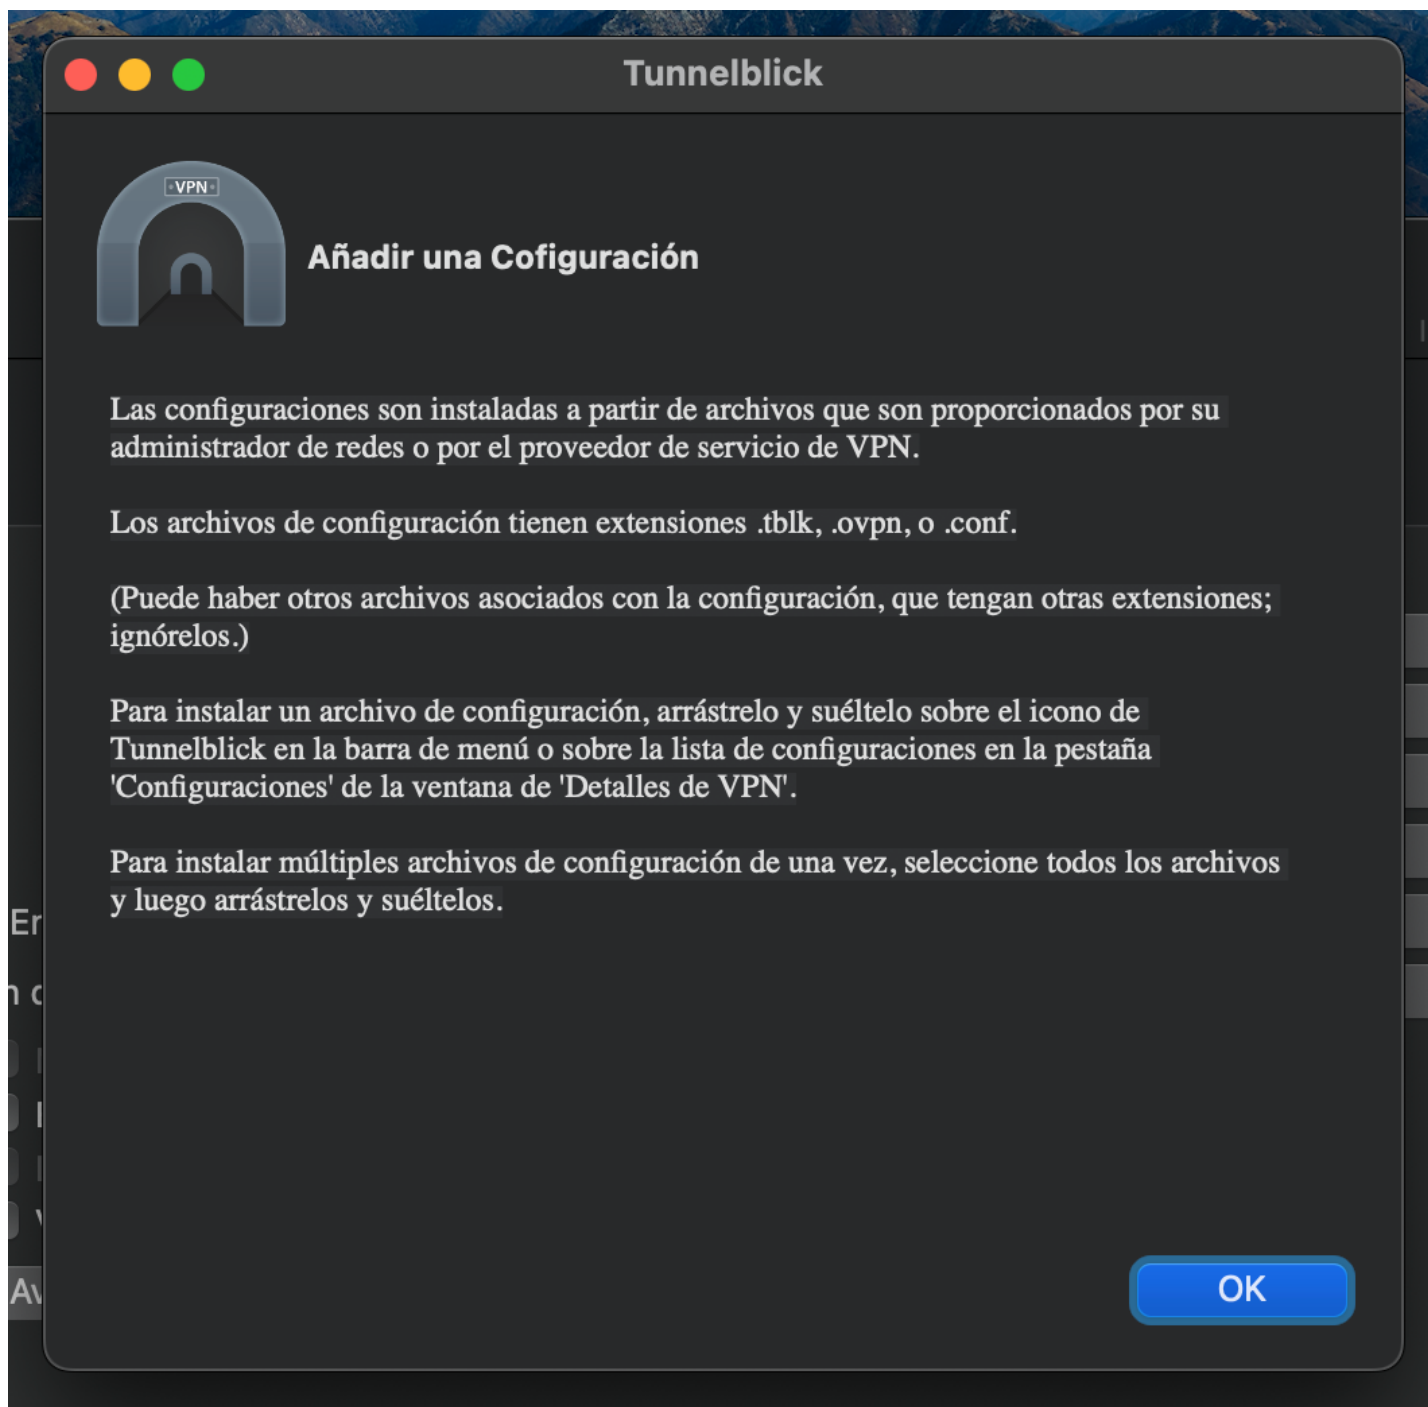 Tunnelblick
VPN
Añadir una Cofiguración
Las configuraciones son instaladas a partir de archivos que son proporcionados por su
administrador de redes o por el proveedor de servicio de VPN.
Los archivos de configuración tienen extensiones .tblk, .ovpn, o .conf.
(Puede haber otros archivos asociados con la configuración, que tengan otras extensiones;
ignórelos.)
Para instalar un archivo de configuración, arrástrelo y suéltelo sobre el icono de
Tunnelblick en la barra de menú o sobre la lista de configuraciones en la pestaña
'Configuraciones' de la ventana de 'Detalles de VPN'.
Para instalar múltiples archivos de configuración de una vez, seleccione todos los archivos
y luego arrástrelos y suéltelos.
OK